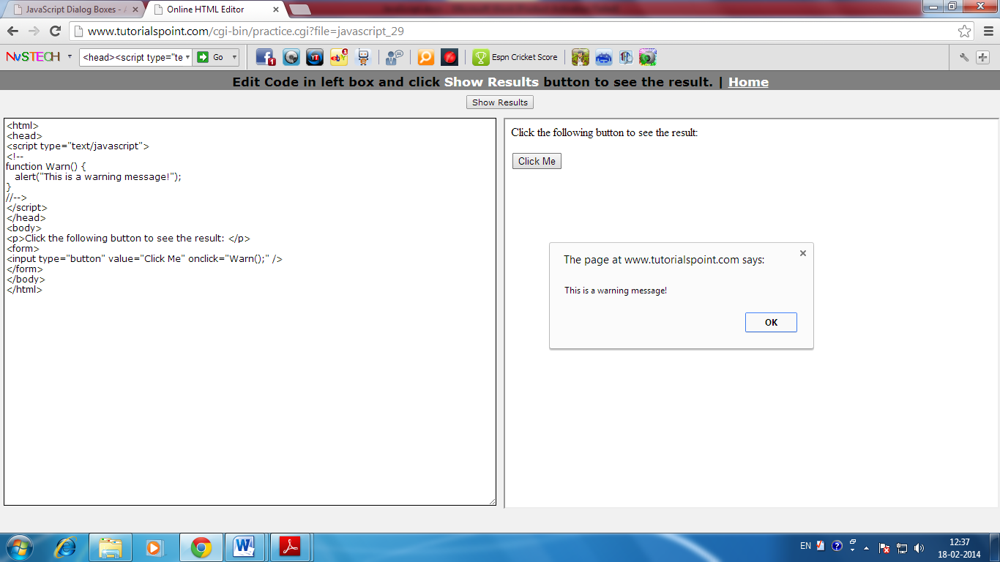 JavaScript Dialog Boxes -
Online HTML Editor
www.tutorialspoint.com/cgi-bin/practice.cgi?file=javascript_29
NvSTECH
<head><script type="te
Go
1
YT
eby
1
Espn Cricket Score
Edit Code in left box and click Show Results button to see the result. | Home
Show Results
<html>
<head>
<script type="text/javascript">
<!--
function Warn() {
   alert("This is a warning message!");
}
//-->
</script>
</head>
<body>
<p>Click the following button to see the result: </p>
<form>
<input type="button" value="Click Me" onclick="Warn();" />
</form>
</body>
</html>
Click the following button to see the result:
Click Me
The page at www.tutorialspoint.com says:
This is a warning message!
OK
EN
12:37
18-02-2014